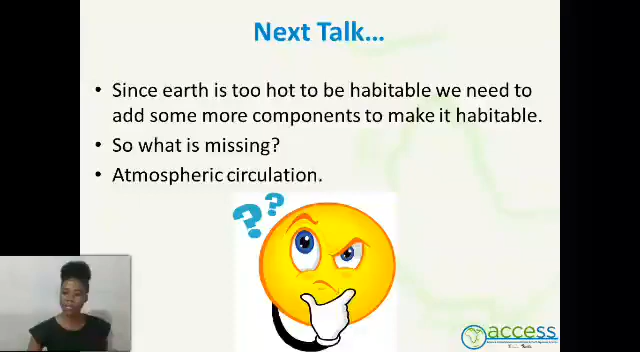 Next Talk...
• Since earth is too hot to be habitable we need to
add some more components to make it habitable.
• So what is missing?
• Atmospheric circulation.
??
access